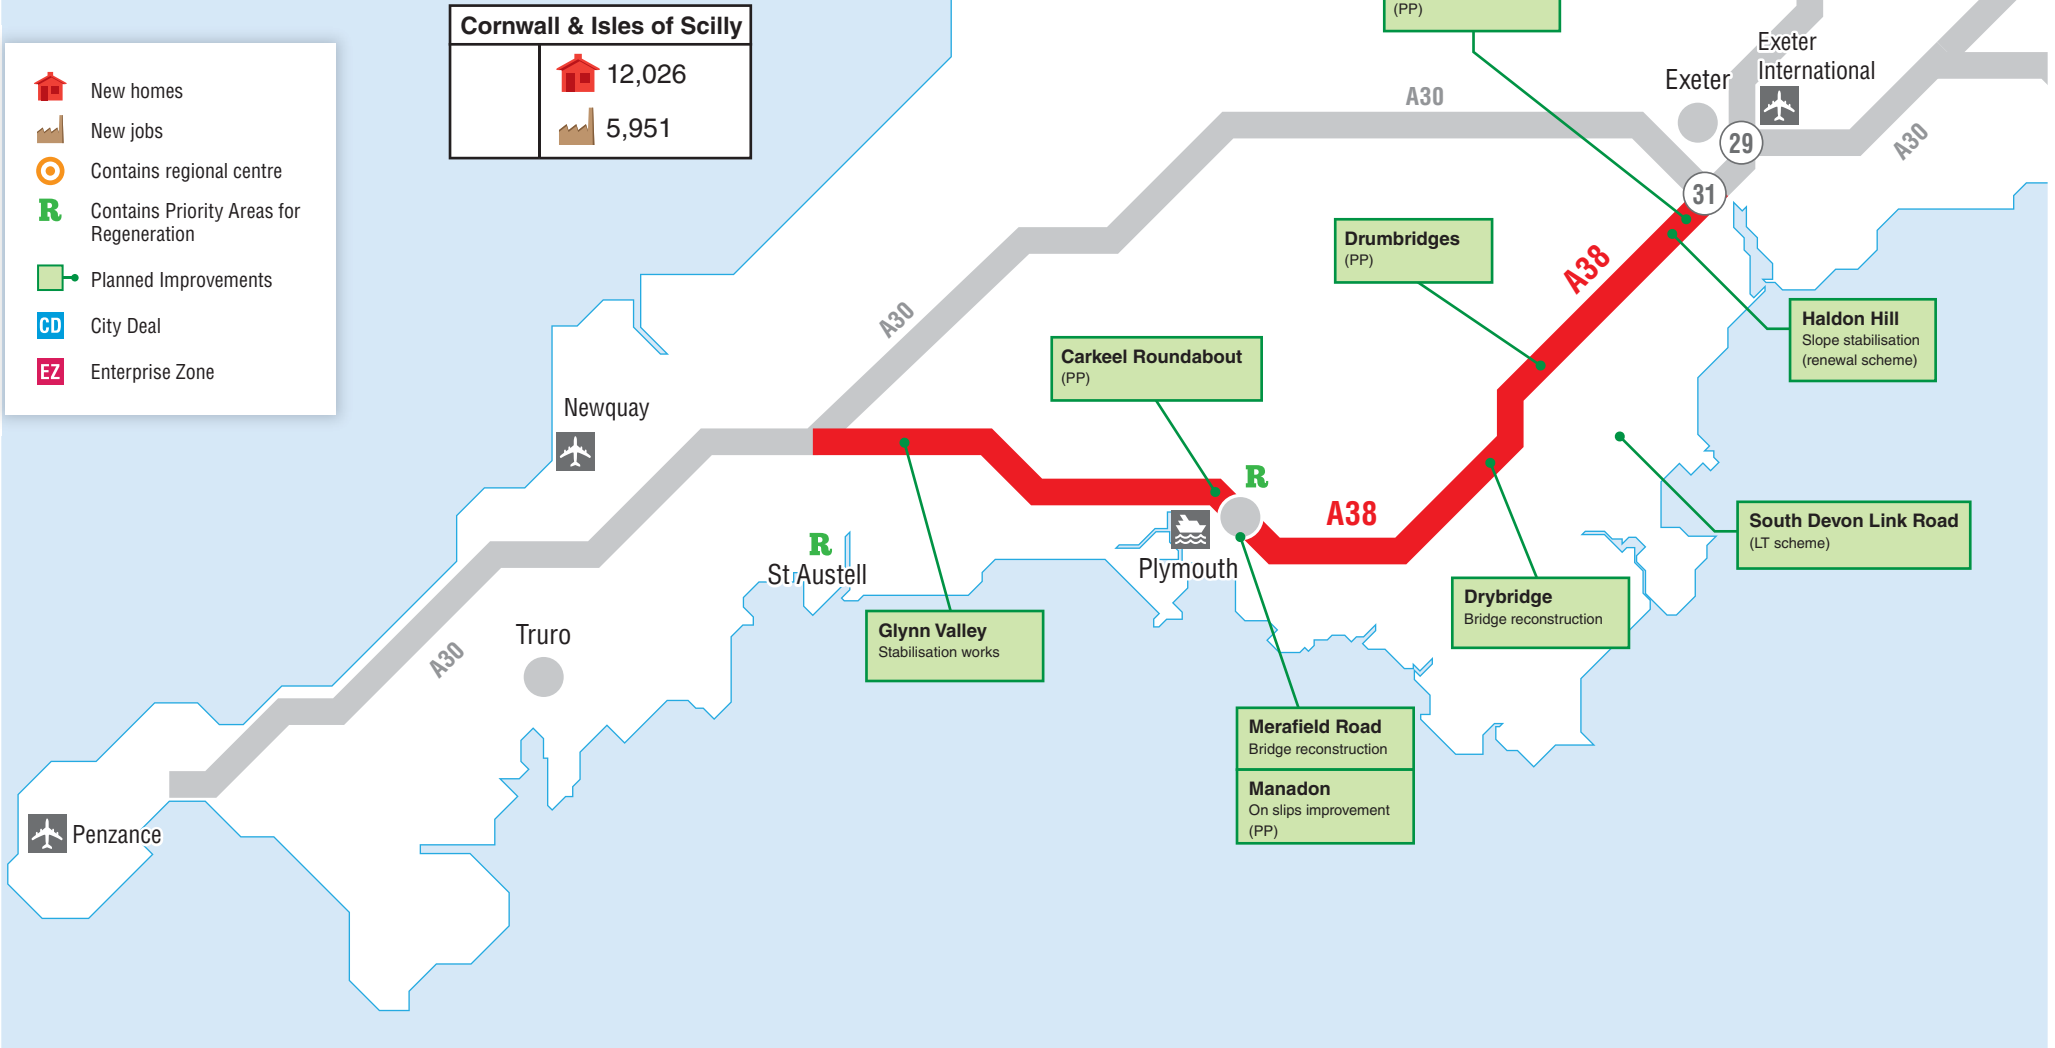 (PP)
Cornwall & Isles of Scilly
12,026
5,951
New homes
New jobs
Contains regional centre
R
Contains Priority Areas for
Regeneration
Planned Improvements
CD
City Deal
EZ
Enterprise Zone
Exeter
International
Exeter
A30
29
A30
31
Drumbridges
(PP)
A38
Haldon Hill
Slope stabilisation
(renewal scheme)
A30
Carkeel Roundabout
(PP)
Newquay
R
A38
South Devon Link Road
(LT scheme)
R
St Austell
Plymouth
Drybridge
Bridge reconstruction
Glynn Valley
Stabilisation works
Truro
A30
Merafield Road
Bridge reconstruction
Manadon
On slips improvement
(PP)
Penzance